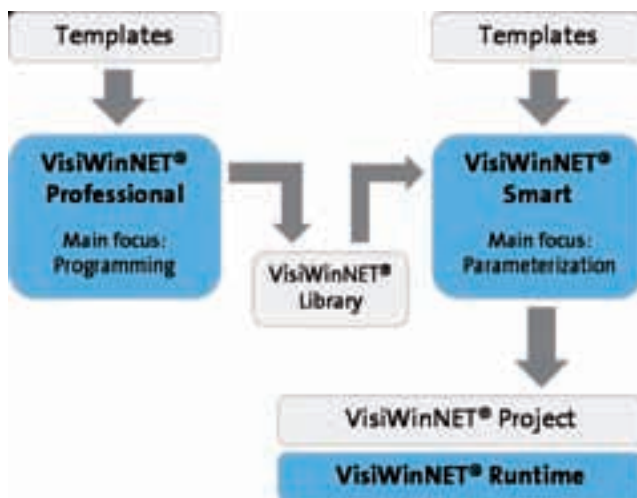 Templates
Templates
VisiWinNET®
Professional
Main focus:
Programming
VisiWinNET®
Library
VisiWinNET®
Smart
Main focus:
Parameterization
VisiWinNET® Project
VisiWinNET® Runtime